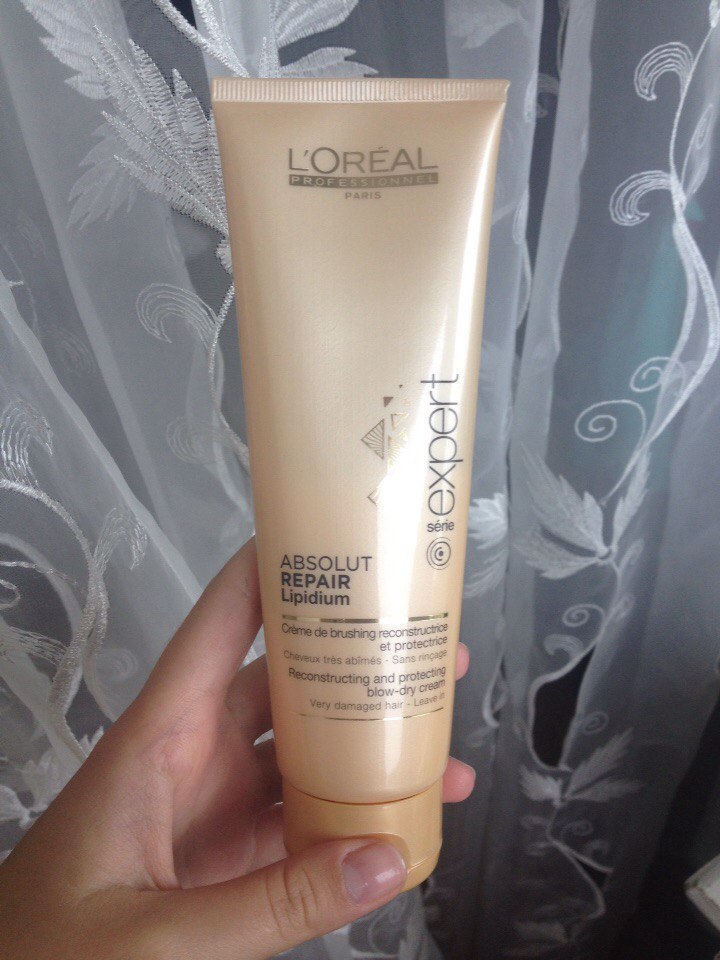 L'ORÉAL
PROFESSIONNEL
PARIS
série expert
ABSOLUT
REPAIR
Lipidium
Crème de brushing reconstructrice
et protectrice
Cheveux très abîmés - Sans rinçage
Reconstructing and protecting
blow-dry cream
Very damaged hair - Leave in